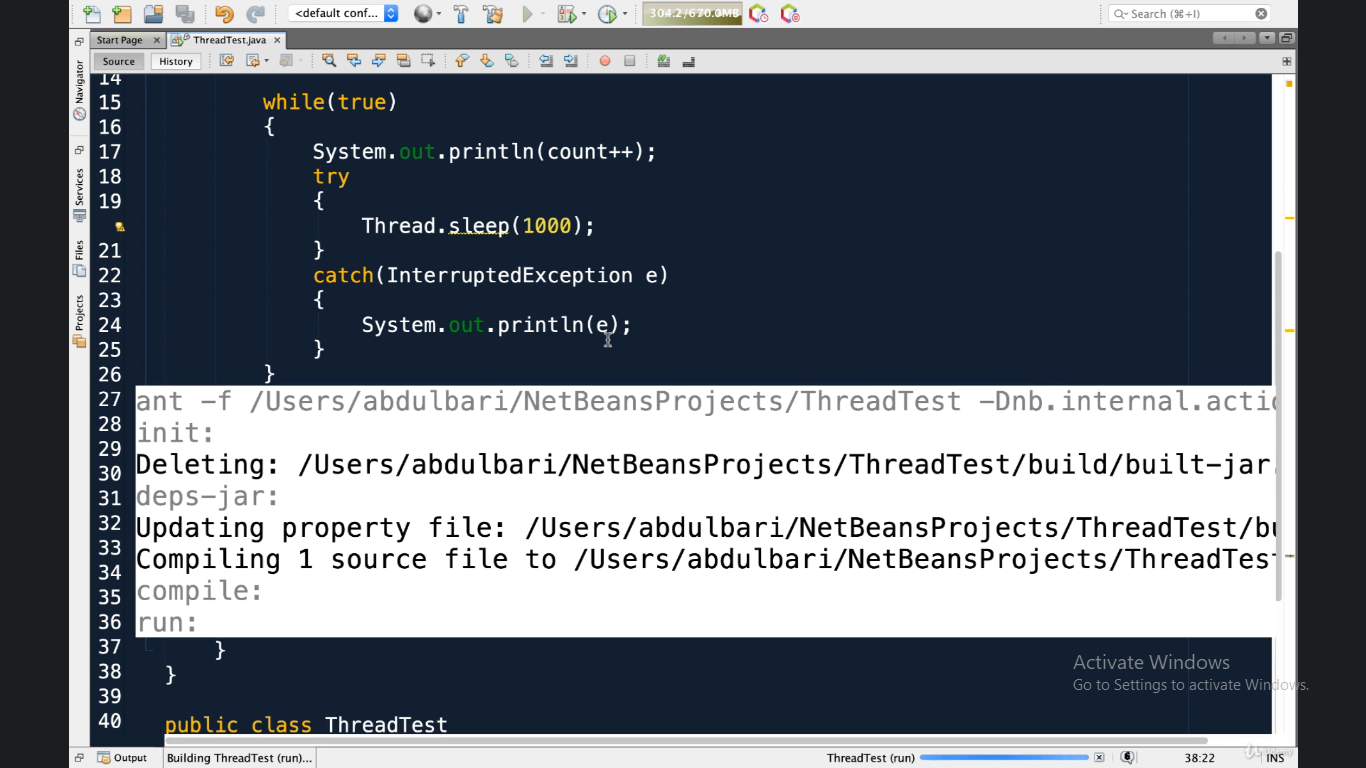 <default conf...
304.2/670.0MB
Search (⌘+I)
Start Page
ThreadTest.java
Source
History
Navigator
Services
Files
Projects
14
15 while(true)
16 {
17 System.out.println(count++);
18 try
19 {
Thread.sleep(1000);
21 }
22 catch(InterruptedException e)
23 {
24 System.out.println(e);
25 }
26 }
27 ant -f /Users/abdulbari/NetBeansProjects/ThreadTest -Dnb.internal.actio
28 init:
29 Deleting: /Users/abdulbari/NetBeansProjects/ThreadTest/build/built-jar.
30
31 deps-jar:
32 Updating property file: /Users/abdulbari/NetBeansProjects/ThreadTest/bu
33 Compiling 1 source file to /Users/abdulbari/NetBeansProjects/ThreadTest
34
35 compile:
36 run:
37 }
38 }
39
40 public class ThreadTest
Activate Windows
Go to Settings to activate Windows.
Output
Building ThreadTest (run)...
ThreadTest (run)
6
38:22
INS